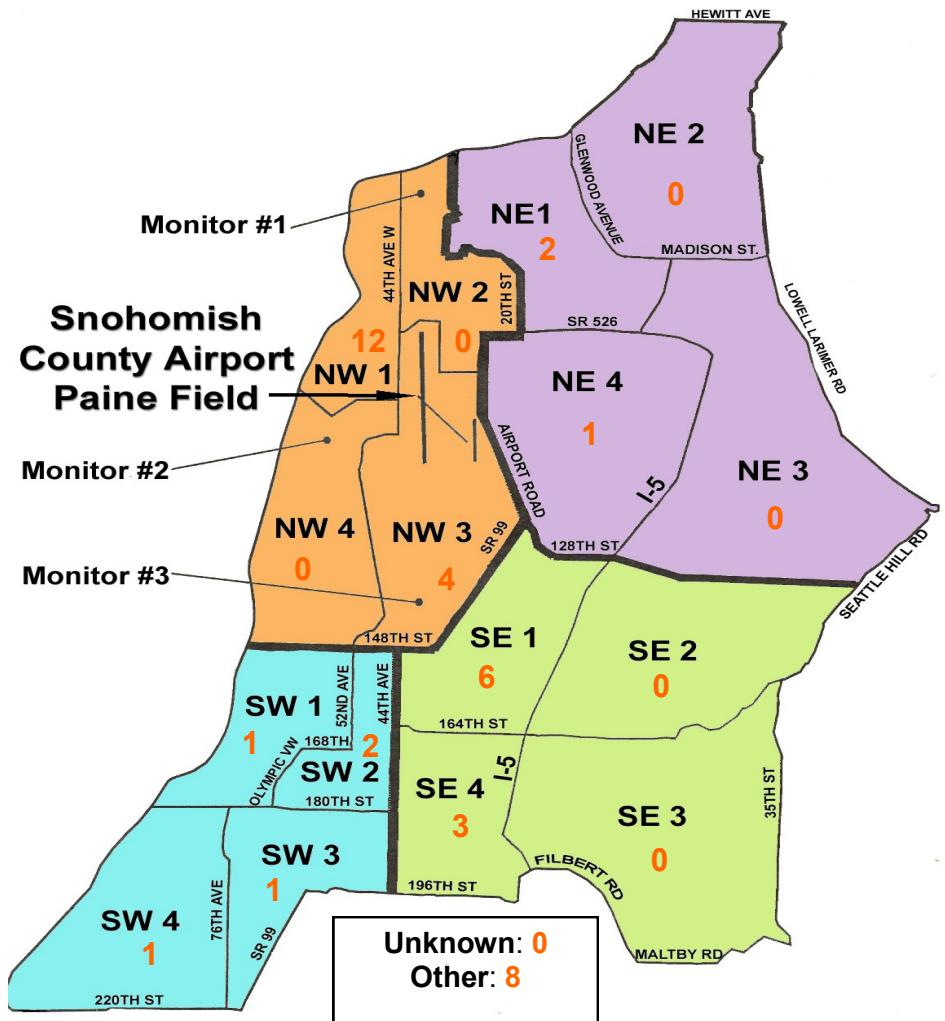 HEWITT AVE
NE 2
0
GLENWOOD AVENUE
MADISON ST.
LOWELL LARIMER RD
NE1
2
Monitor #1
44TH AVE W
NW 2
0
20TH ST
SR 526
Snohomish
County Airport
Paine Field
12
NW 1
NE 4
1
AIRPORT ROAD
I-5
NE 3
0
Monitor #2
NW 4
0
NW 3
4
SR 99
128TH ST
SEATTLE HILL RD
Monitor #3
148TH ST
SE 1
6
SE 2
0
164TH ST
SW 1
1
52ND AVE
44TH AVE
OLYMPIC VW
168TH
2
SW 2
180TH ST
SE 4
3
I-5
SE 3
0
35TH ST
SW 3
1
196TH ST
FILBERT RD
MALTBY RD
SW 4
1
76TH AVE
SR 99
220TH ST
Unknown: 0
Other: 8